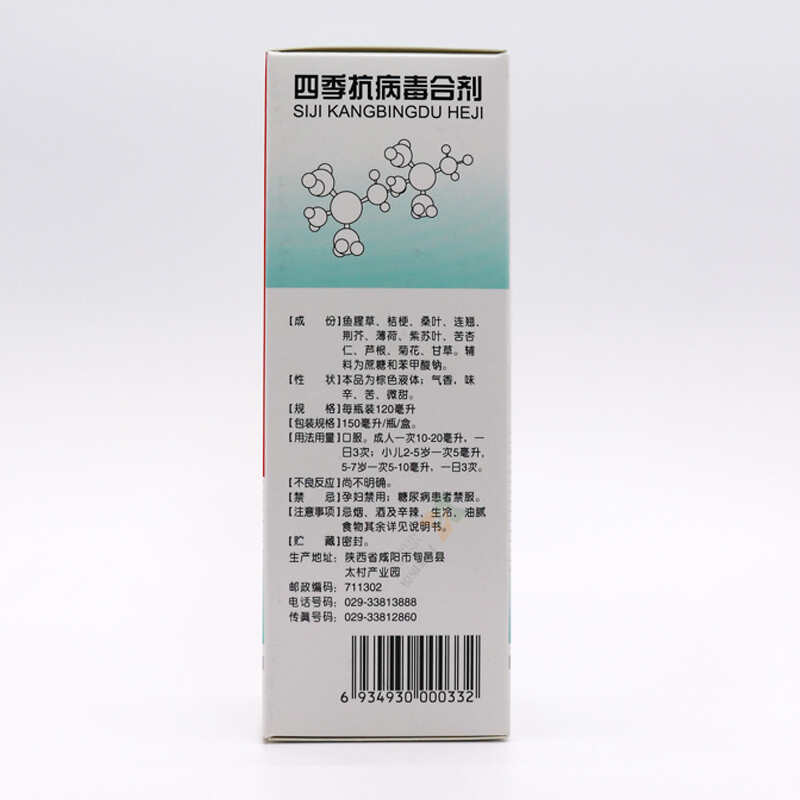 四季抗病毒合剂
SIJI KANGBINGDU HEJI
【成　份】鱼腥草、桔梗、桑叶、连翘、
荆芥、薄荷、紫苏叶、苦杏
仁、芦根、菊花、甘草。辅
料为蔗糖和苯甲酸钠。
【性　状】本品为棕色液体；气香，味
辛、苦、微甜。
【规　格】每瓶装120毫升
【包装规格】150毫升/瓶/盒。
【用法用量】口服。成人一次10-20毫升，一
日3次；小儿2-5岁一次5毫升，
5-7岁一次5-10毫升，一日3次。
【不良反应】尚不明确。
【禁　忌】孕妇禁用；糖尿病患者禁服。
【注意事项】忌烟、酒及辛辣、生冷、油腻
食物其余详见说明书。
【贮　藏】密封。
生产地址：陕西省咸阳市旬邑县
太村产业园
邮政编码：711302
电话号码：029-33813888
传真号码：029-33812860
6 934930 000332